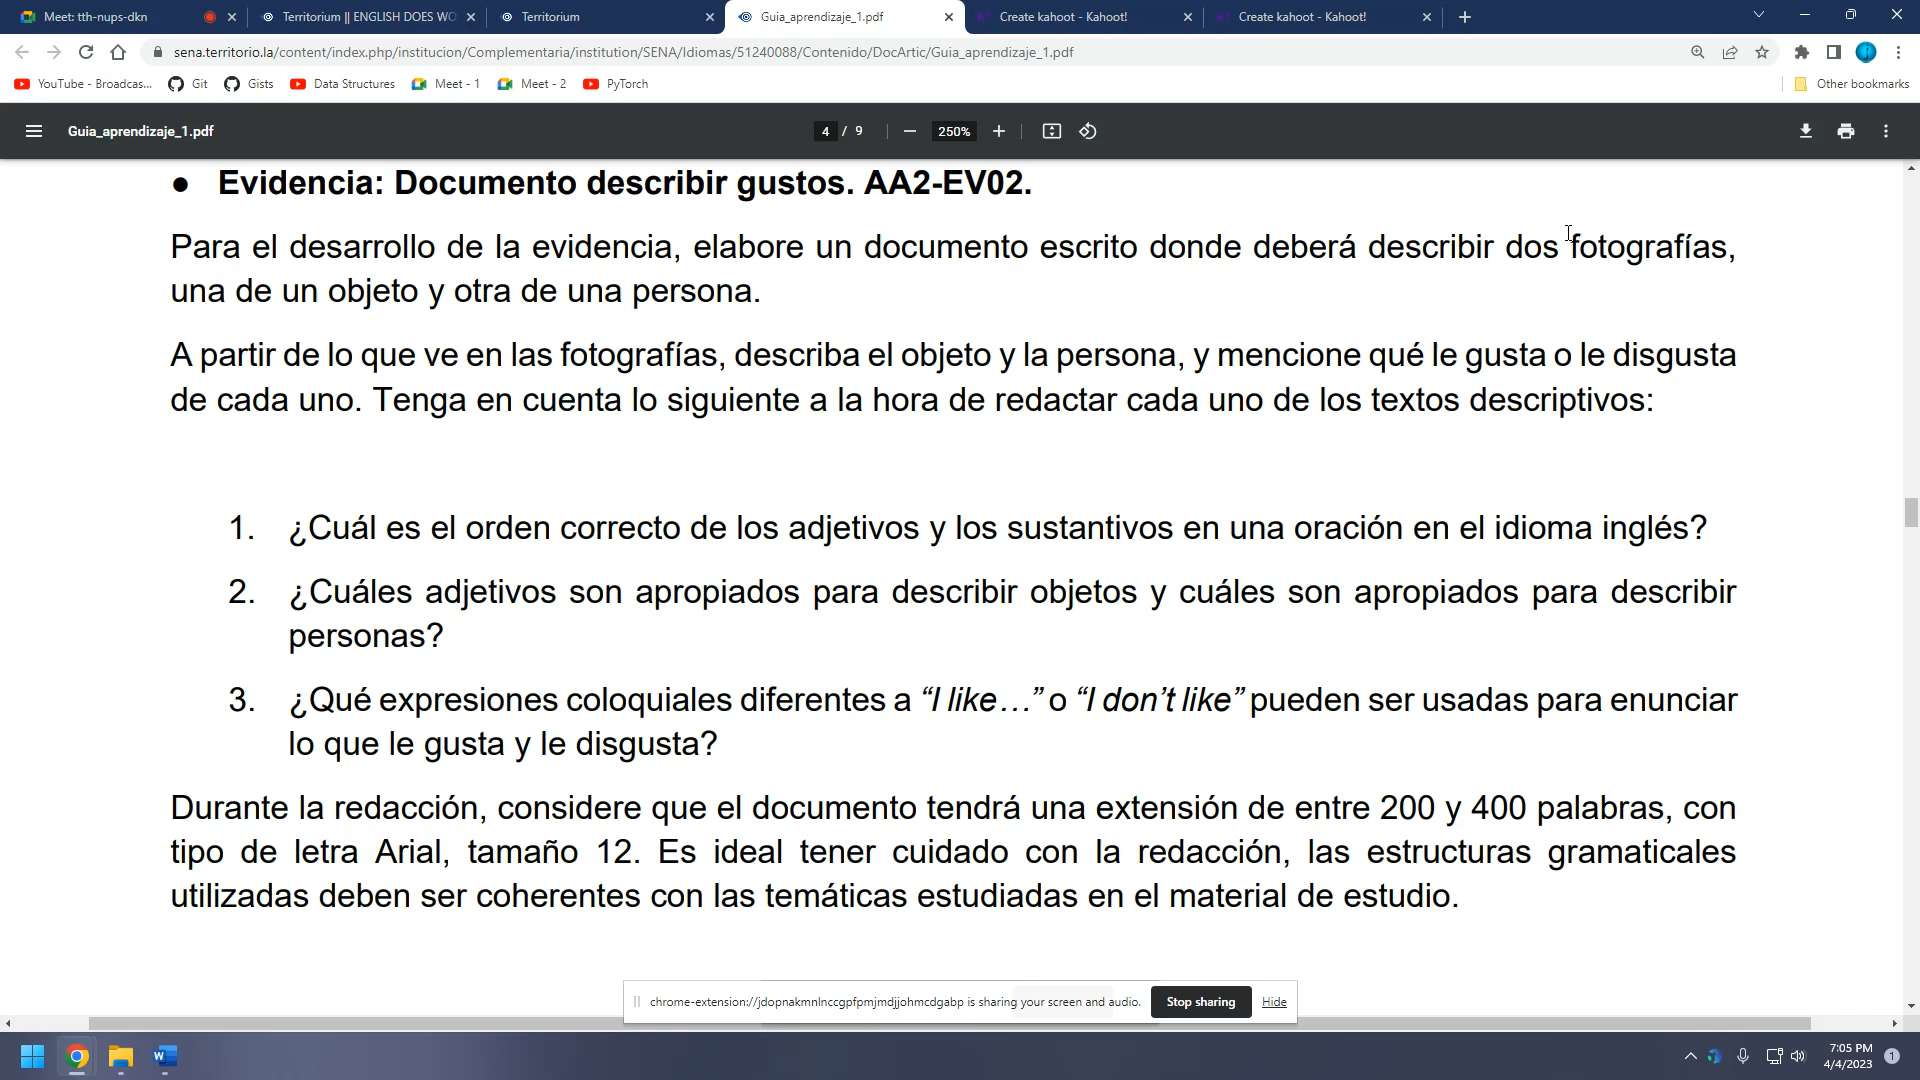 Meet: tth-nups-dkn
Territorium || ENGLISH DOES WO
Territorium
Guia_aprendizaje_1.pdf
Create kahoot - Kahoot!
Create kahoot - Kahoot!
sena.territorio.la/content/index.php/institucion/Complementaria/institution/SENA/Idiomas/51240088/Contenido/DocArtic/Guia_aprendizaje_1.pdf
YouTube - Broadcas...
Git
Gists
Data Structures
Meet - 1
Meet - 2
PyTorch
Other bookmarks
Guia_aprendizaje_1.pdf
4 / 9
250%
● Evidencia: Documento describir gustos. AA2-EV02.
Para el desarrollo de la evidencia, elabore un documento escrito donde deberá describir dos fotografías,
una de un objeto y otra de una persona.
A partir de lo que ve en las fotografías, describa el objeto y la persona, y mencione qué le gusta o le disgusta
de cada uno. Tenga en cuenta lo siguiente a la hora de redactar cada uno de los textos descriptivos:
1. ¿Cuál es el orden correcto de los adjetivos y los sustantivos en una oración en el idioma inglés?
2. ¿Cuáles adjetivos son apropiados para describir objetos y cuáles son apropiados para describir
personas?
3. ¿Qué expresiones coloquiales diferentes a “I like…” o “I don’t like” pueden ser usadas para enunciar
lo que le gusta y le disgusta?
Durante la redacción, considere que el documento tendrá una extensión de entre 200 y 400 palabras, con
tipo de letra Arial, tamaño 12. Es ideal tener cuidado con la redacción, las estructuras gramaticales
utilizadas deben ser coherentes con las temáticas estudiadas en el material de estudio.
chrome-extension://jdopnakmnlnccgpfpmjmdjjohmcdgabp is sharing your screen and audio.
Stop sharing
Hide
7:05 PM
4/4/2023
1